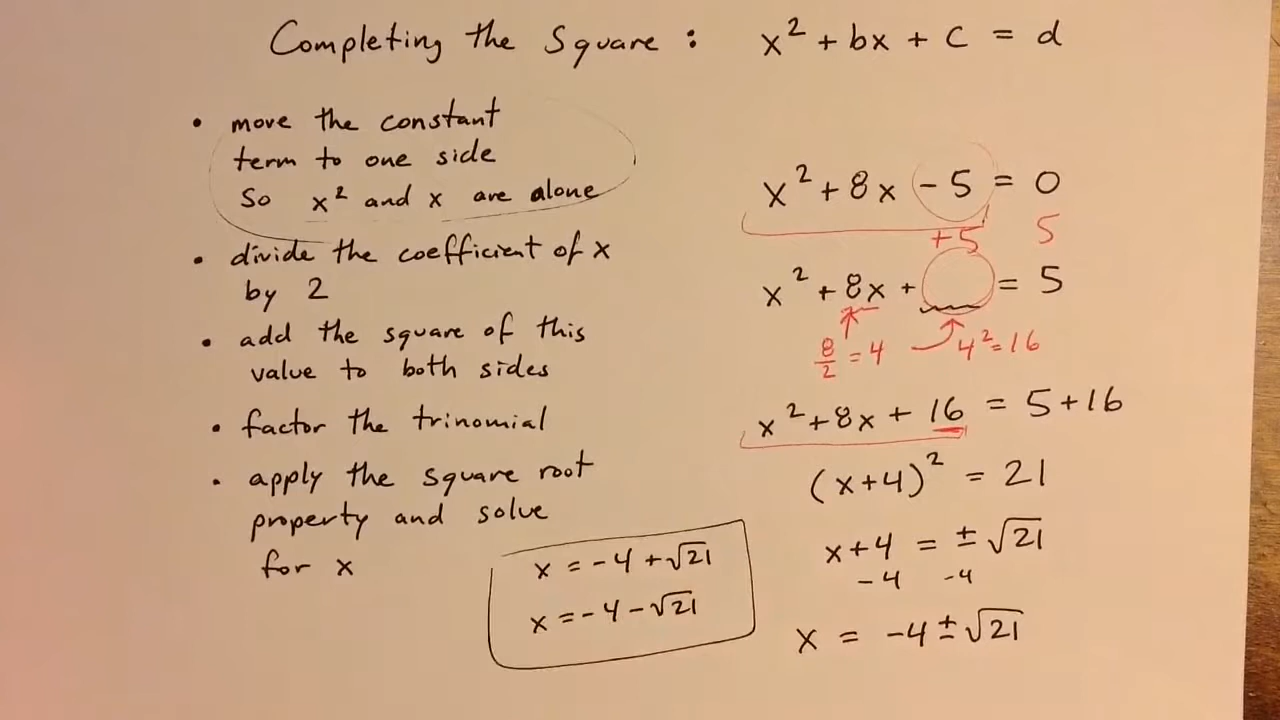 Completing the Square : x² + bx + c = d
• move the constant
term to one side
So x² and x are alone
• divide the coefficient of x
by 2
• add the square of this
value to both sides
• factor the trinomial
• apply the square root
property and solve
for x
x = -4 + √21
x = -4 - √21
x² + 8x - 5 = 0
+5 5
x² + 8x + = 5
8/2 = 4 4² = 16
x² + 8x + 16 = 5 + 16
(x+4)² = 21
x+4 = ± √21
-4 -4
x = -4 ± √21